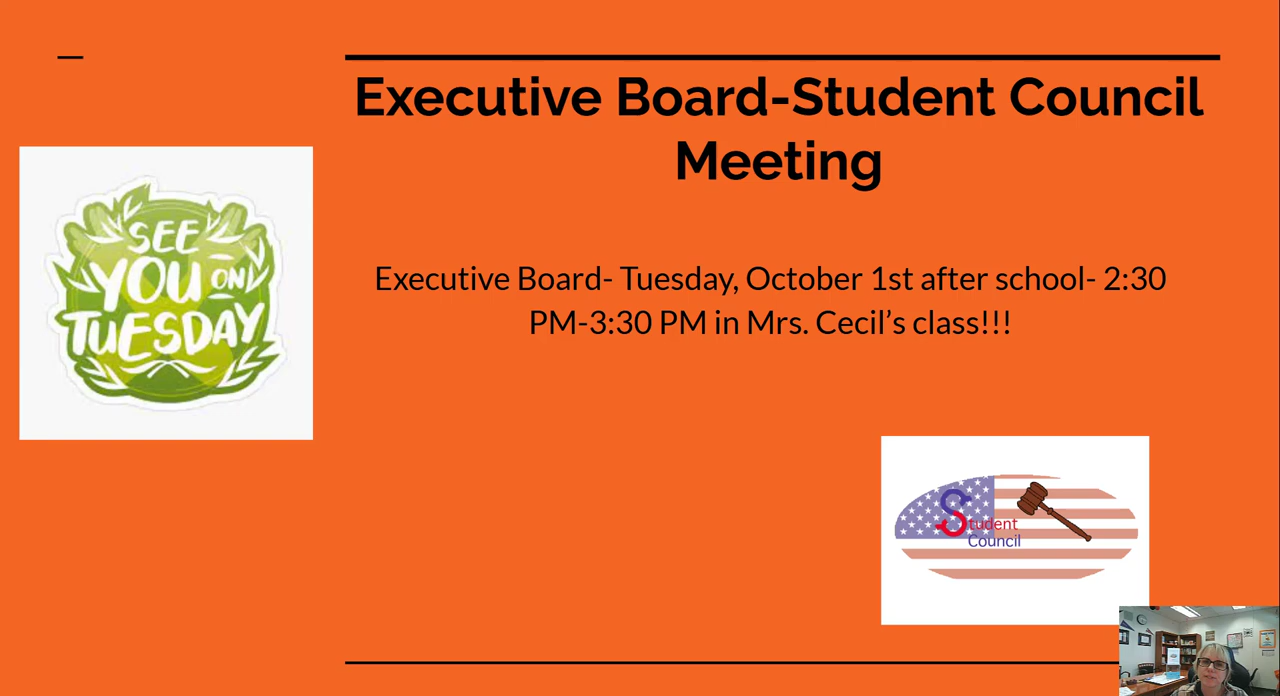 Executive Board-Student Council
Meeting
SEE
YOU ON
TUESDAY
Executive Board- Tuesday, October 1st after school- 2:30
PM-3:30 PM in Mrs. Cecil’s class!!!
Student
Council